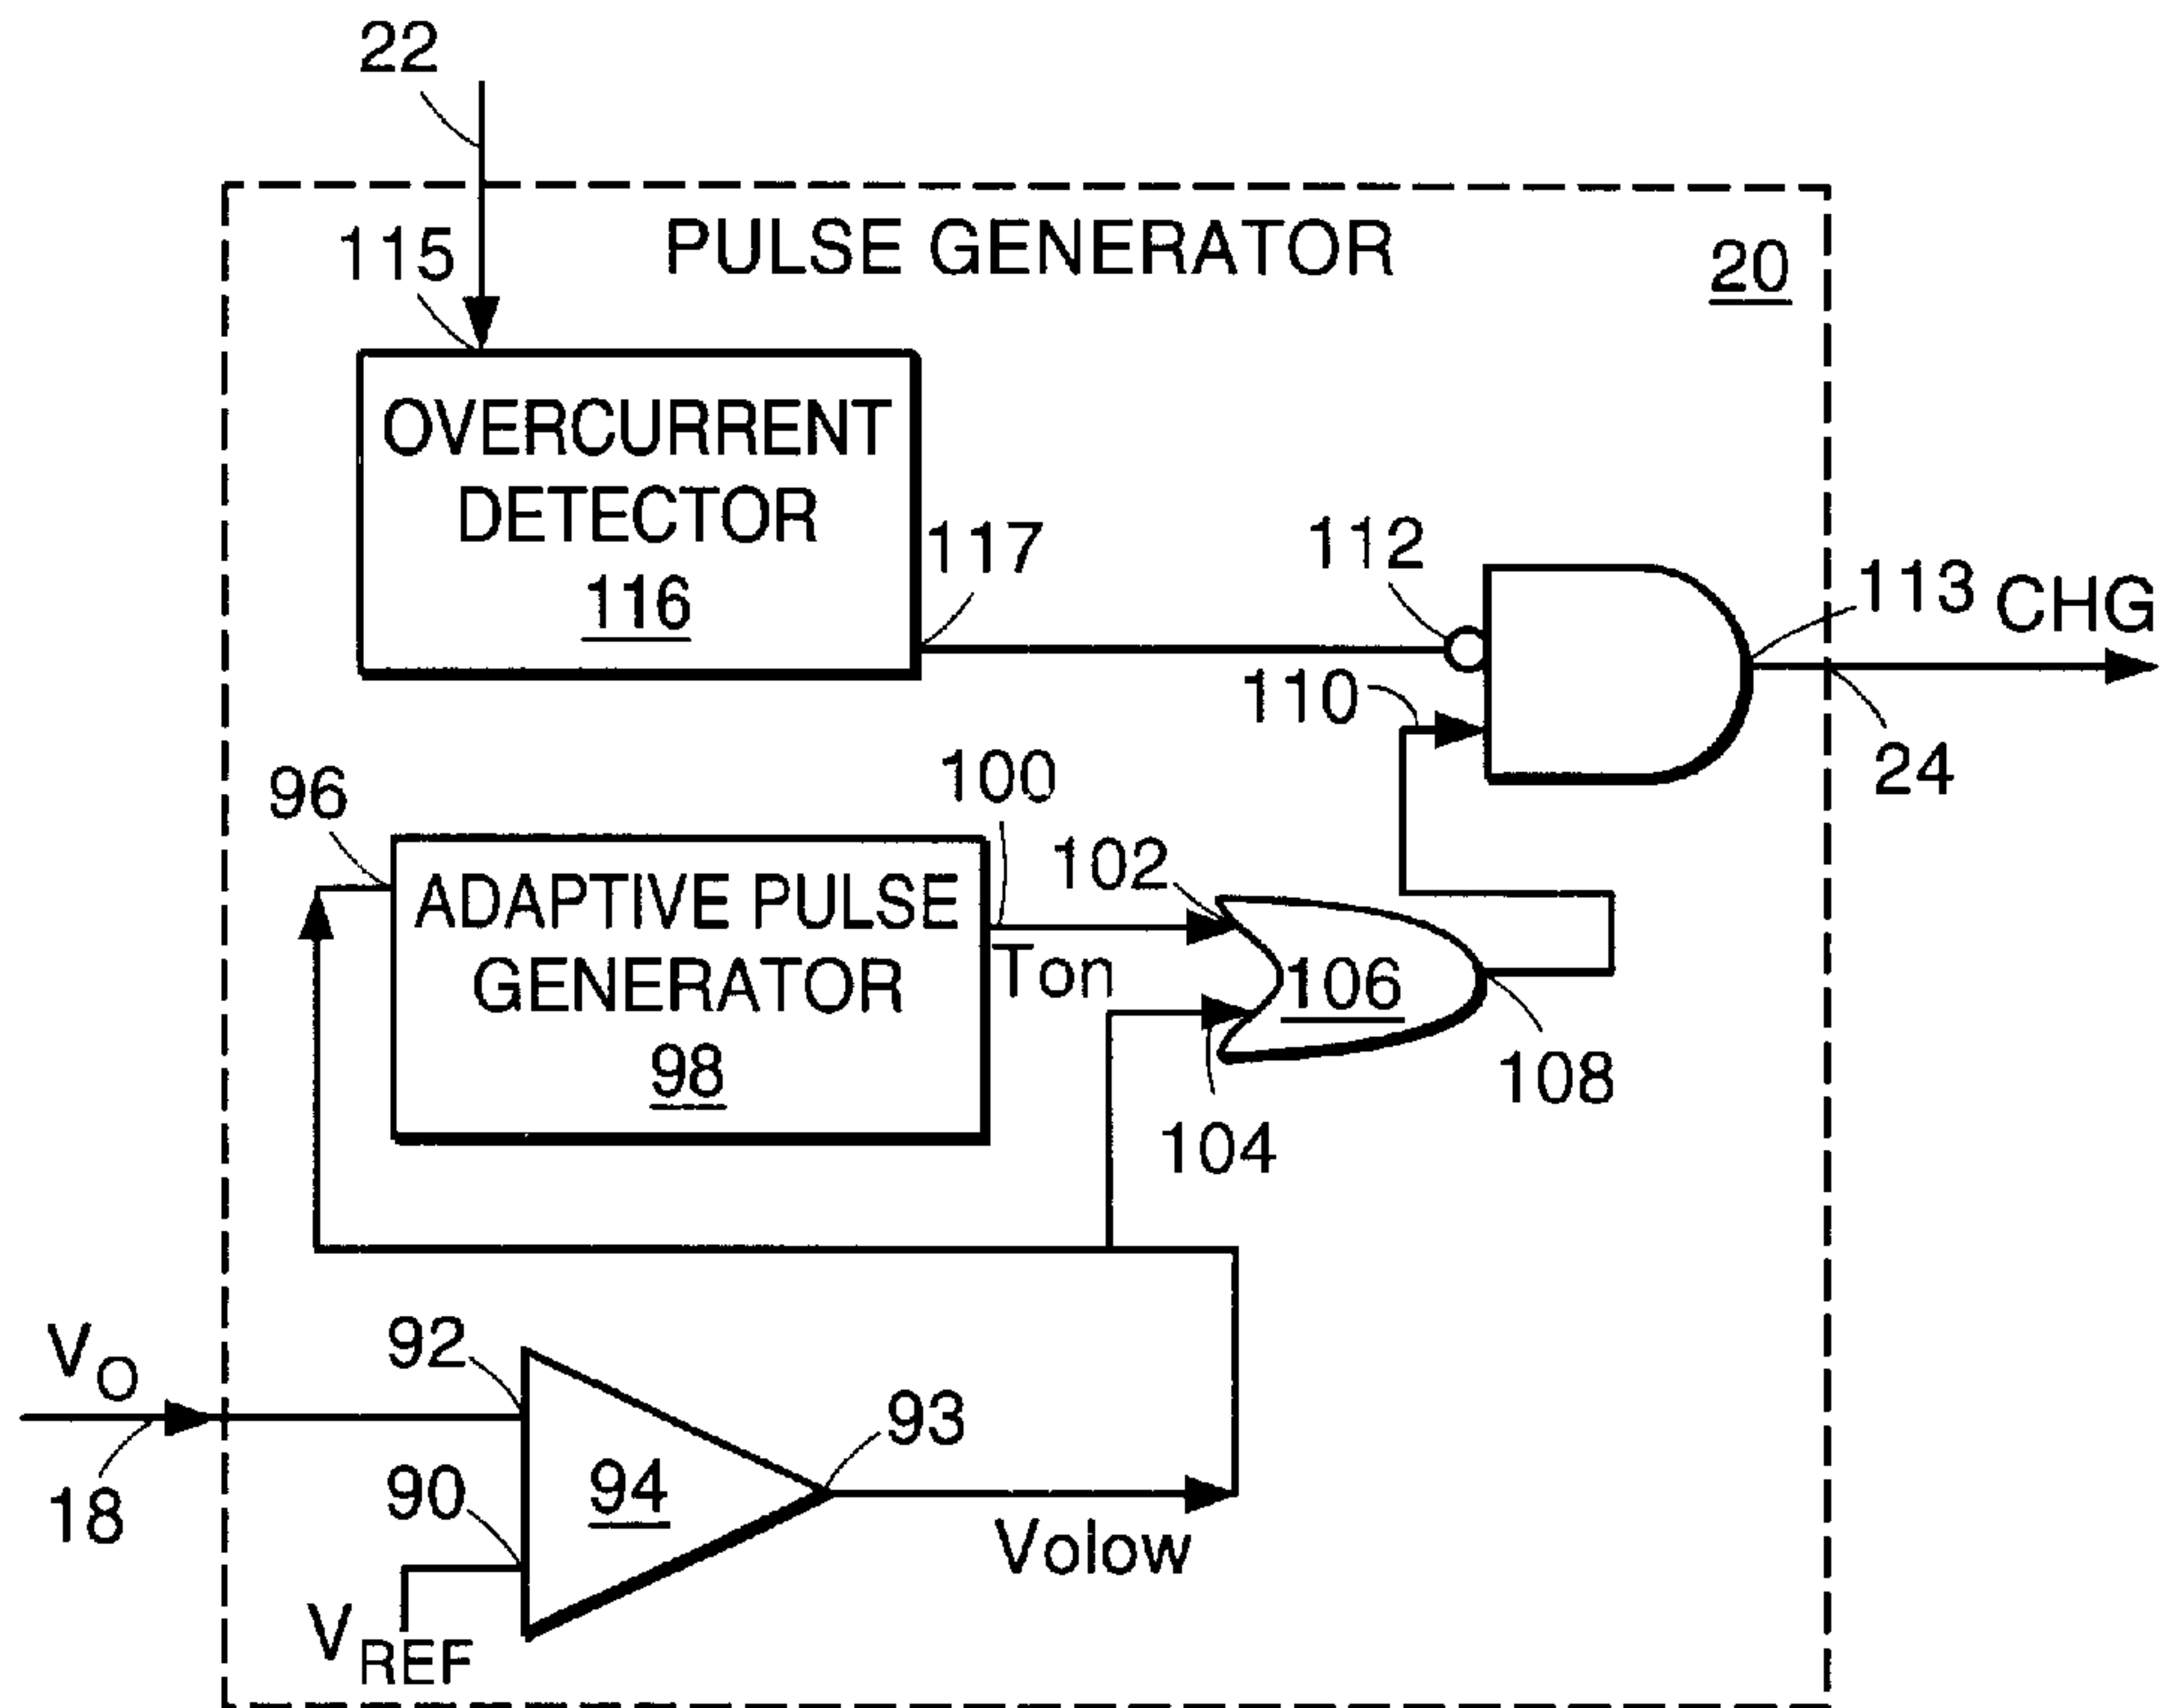 22
PULSE GENERATOR
20
115
OVERCURRENT
DETECTOR
116
117
112
113
CHG
110
24
96
100
102
ADAPTIVE PULSE
GENERATOR
98
Ton
106
108
104
VO
18
92
93
90
94
Volow
VREF